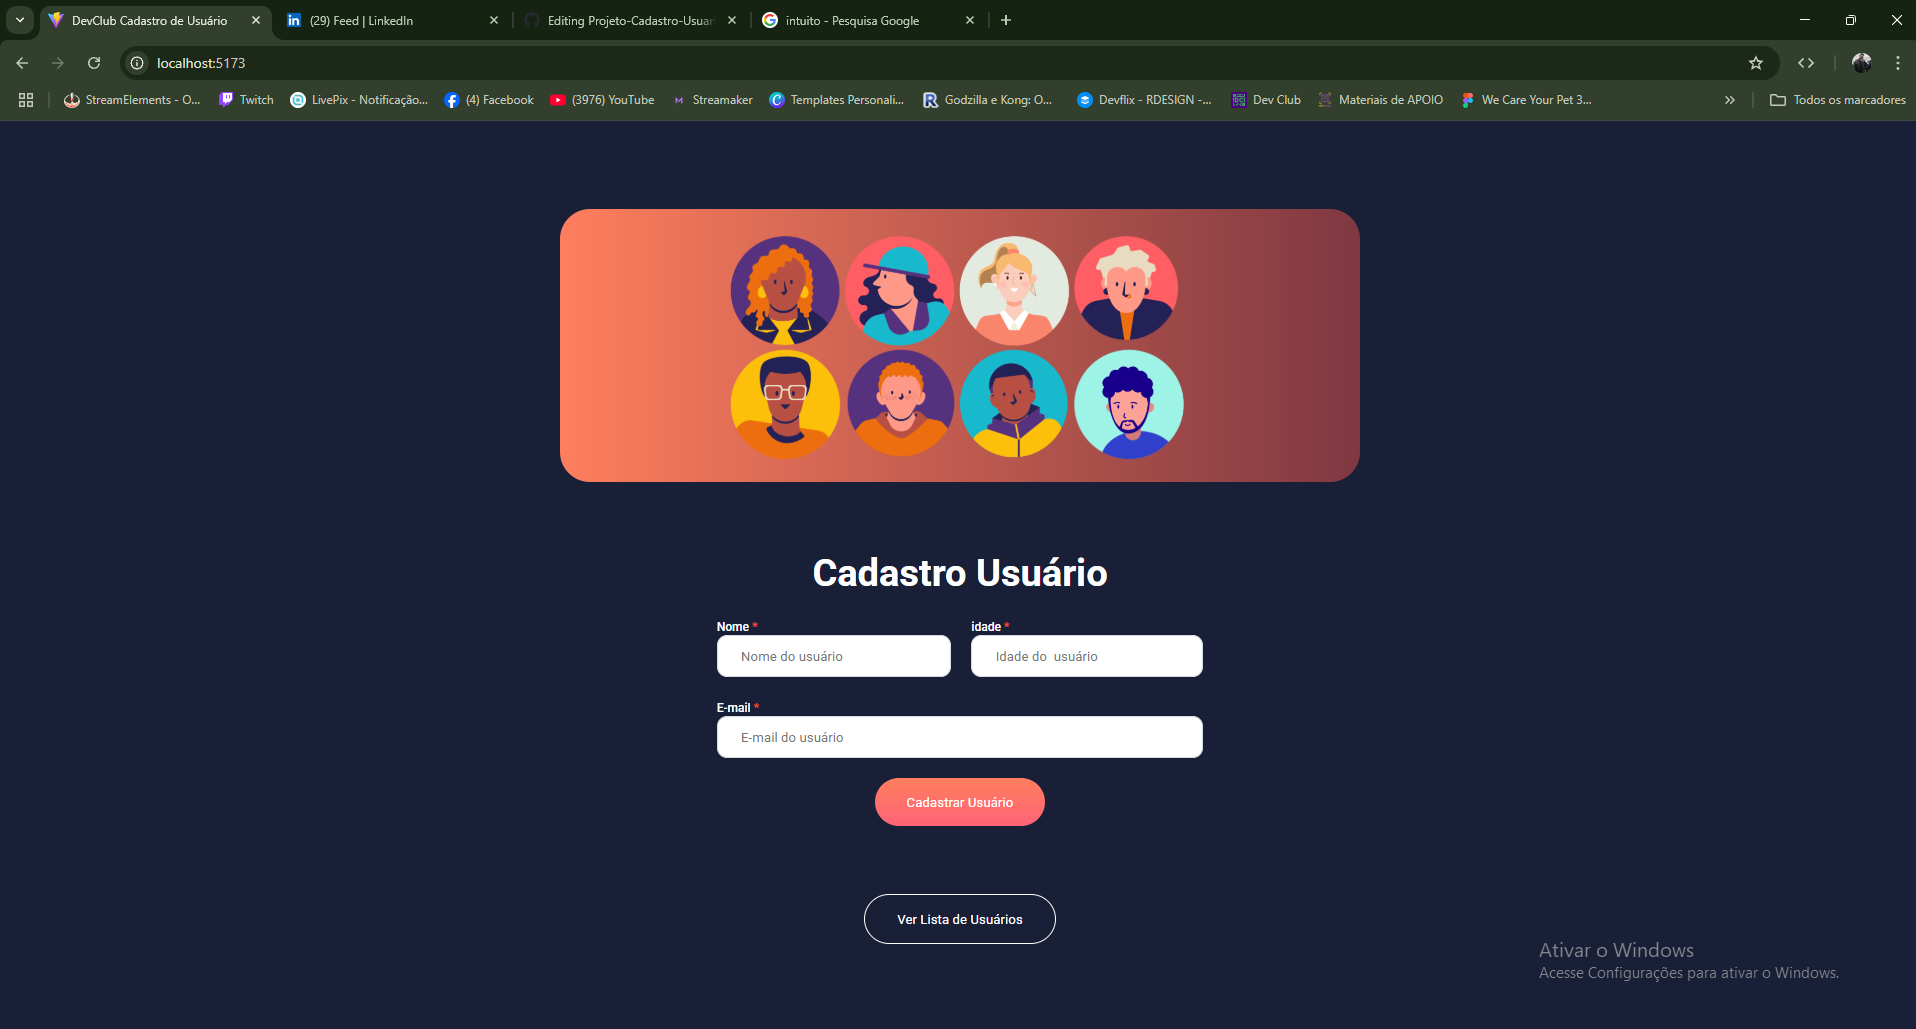 DevClub Cadastro de Usuário
(29) Feed | LinkedIn
Editing Projeto-Cadastro-Usuar
intuito - Pesquisa Google
localhost:5173
StreamElements - O...
Twitch
LivePix - Notificação...
(4) Facebook
(3976) YouTube
Streamaker
Templates Personali...
Godzilla e Kong: O...
Devflix - RDESIGN -...
Dev Club
Materiais de APOIO
We Care Your Pet 3...
»
Todos os marcadores
Cadastro Usuário
Nome *
idade *
Nome do usuário
Idade do  usuário
E-mail *
E-mail do usuário
Cadastrar Usuário
Ver Lista de Usuários
Ativar o Windows
Acesse Configurações para ativar o Windows.